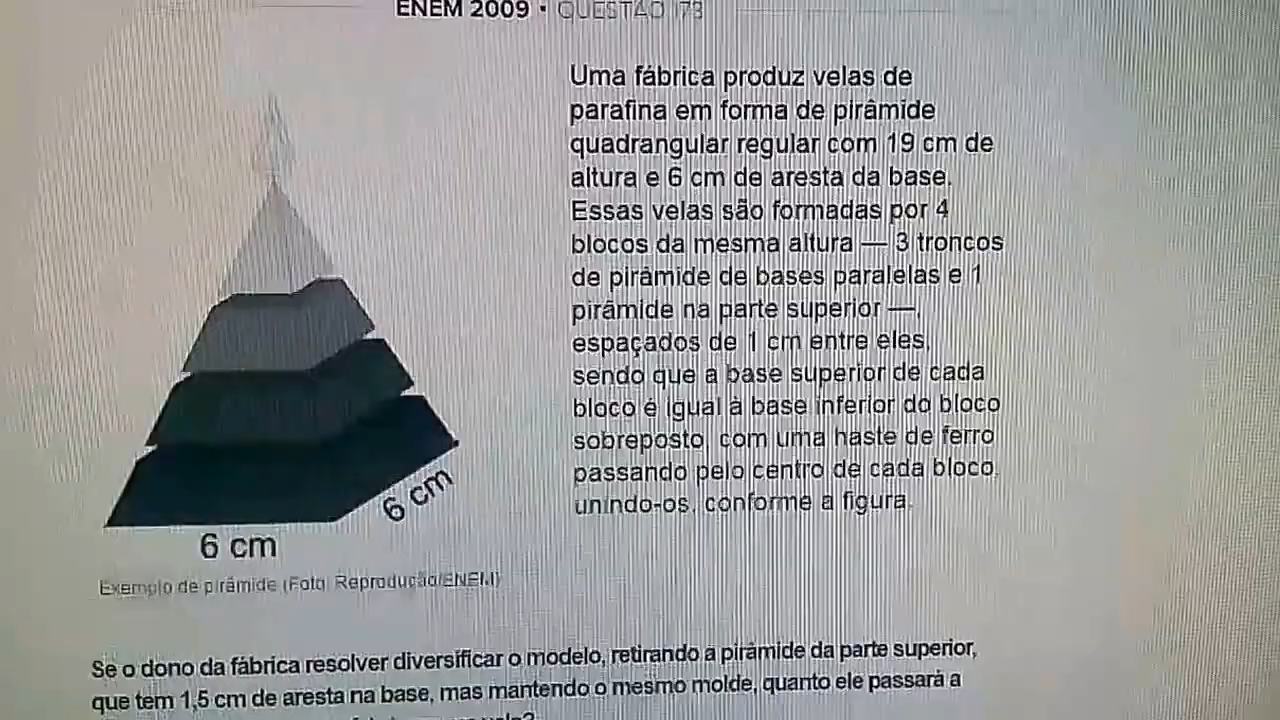 ENEM 2009 • QUESTÃO 173
Uma fábrica produz velas de
parafina em forma de pirâmide
quadrangular regular com 19 cm de
altura e 6 cm de aresta da base.
Essas velas são formadas por 4
blocos da mesma altura — 3 troncos
de pirâmide de bases paralelas e 1
pirâmide na parte superior —,
espaçados de 1 cm entre eles,
sendo que a base superior de cada
bloco é igual à base inferior do bloco
sobreposto, com uma haste de ferro
passando pelo centro de cada bloco,
unindo-os, conforme a figura.
6 cm
6 cm
Exemplo de pirâmide (Foto: Reprodução/ENEM)
Se o dono da fábrica resolver diversificar o modelo, retirando a pirâmide da parte superior,
que tem 1,5 cm de aresta na base, mas mantendo o mesmo molde, quanto ele passará a
vela?